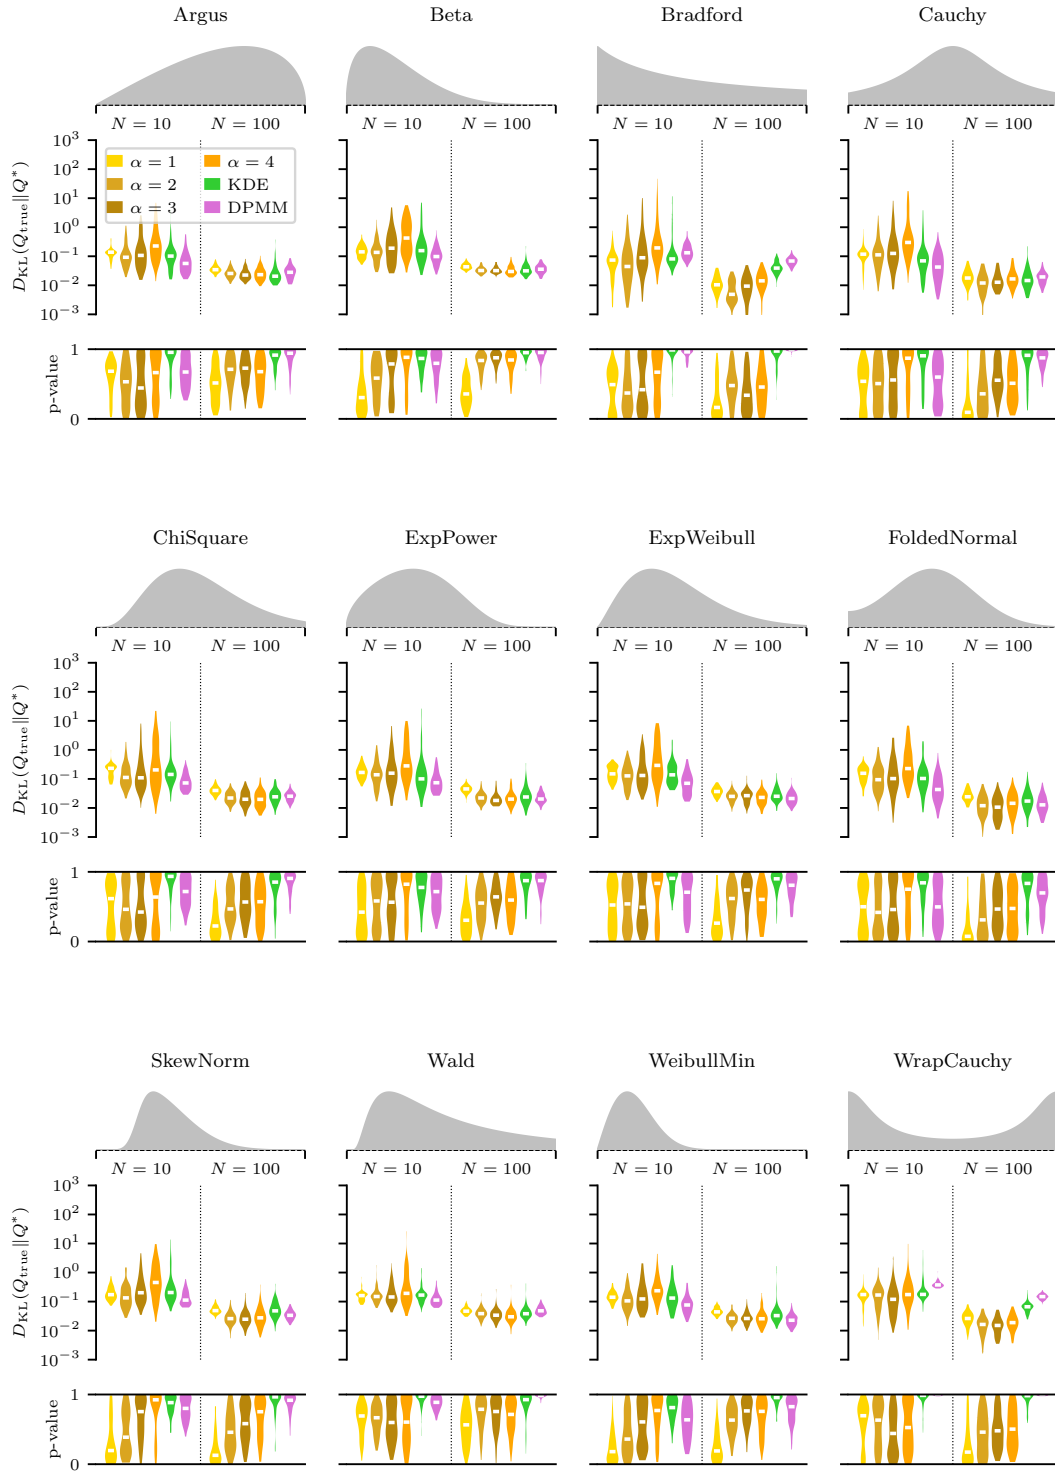 Argus Beta Bradford Cauchy
N = 10 N = 100 N = 10 N = 100 N = 10 N = 100 N = 10 N = 100
D_KL(Q_true‖Q*)
10³
10²
10¹
10⁰
10⁻¹
10⁻²
10⁻³
α = 1 α = 4
α = 2 KDE
α = 3 DPMM
p-value
1
0
ChiSquare ExpPower ExpWeibull FoldedNormal
N = 10 N = 100 N = 10 N = 100 N = 10 N = 100 N = 10 N = 100
D_KL(Q_true‖Q*)
10³
10²
10¹
10⁰
10⁻¹
10⁻²
10⁻³
p-value
1
0
SkewNorm Wald WeibullMin WrapCauchy
N = 10 N = 100 N = 10 N = 100 N = 10 N = 100 N = 10 N = 100
D_KL(Q_true‖Q*)
10³
10²
10¹
10⁰
10⁻¹
10⁻²
10⁻³
p-value
1
0